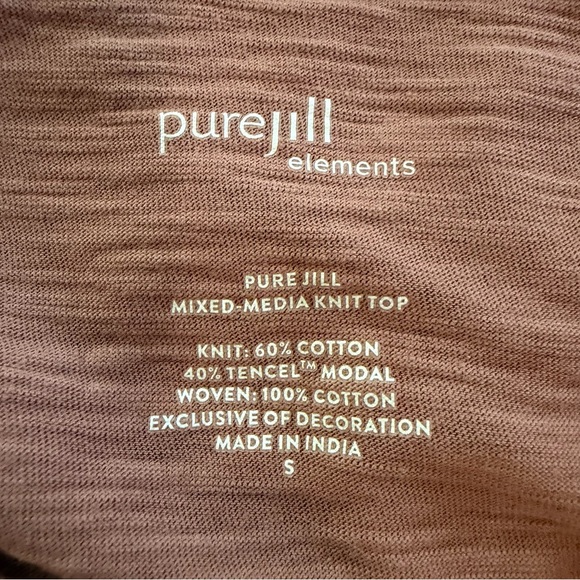 purejill
elements
PURE JILL
MIXED-MEDIA KNIT TOP
KNIT: 60% COTTON
40% TENCEL™ MODAL
WOVEN: 100% COTTON
EXCLUSIVE OF DECORATION
MADE IN INDIA
S